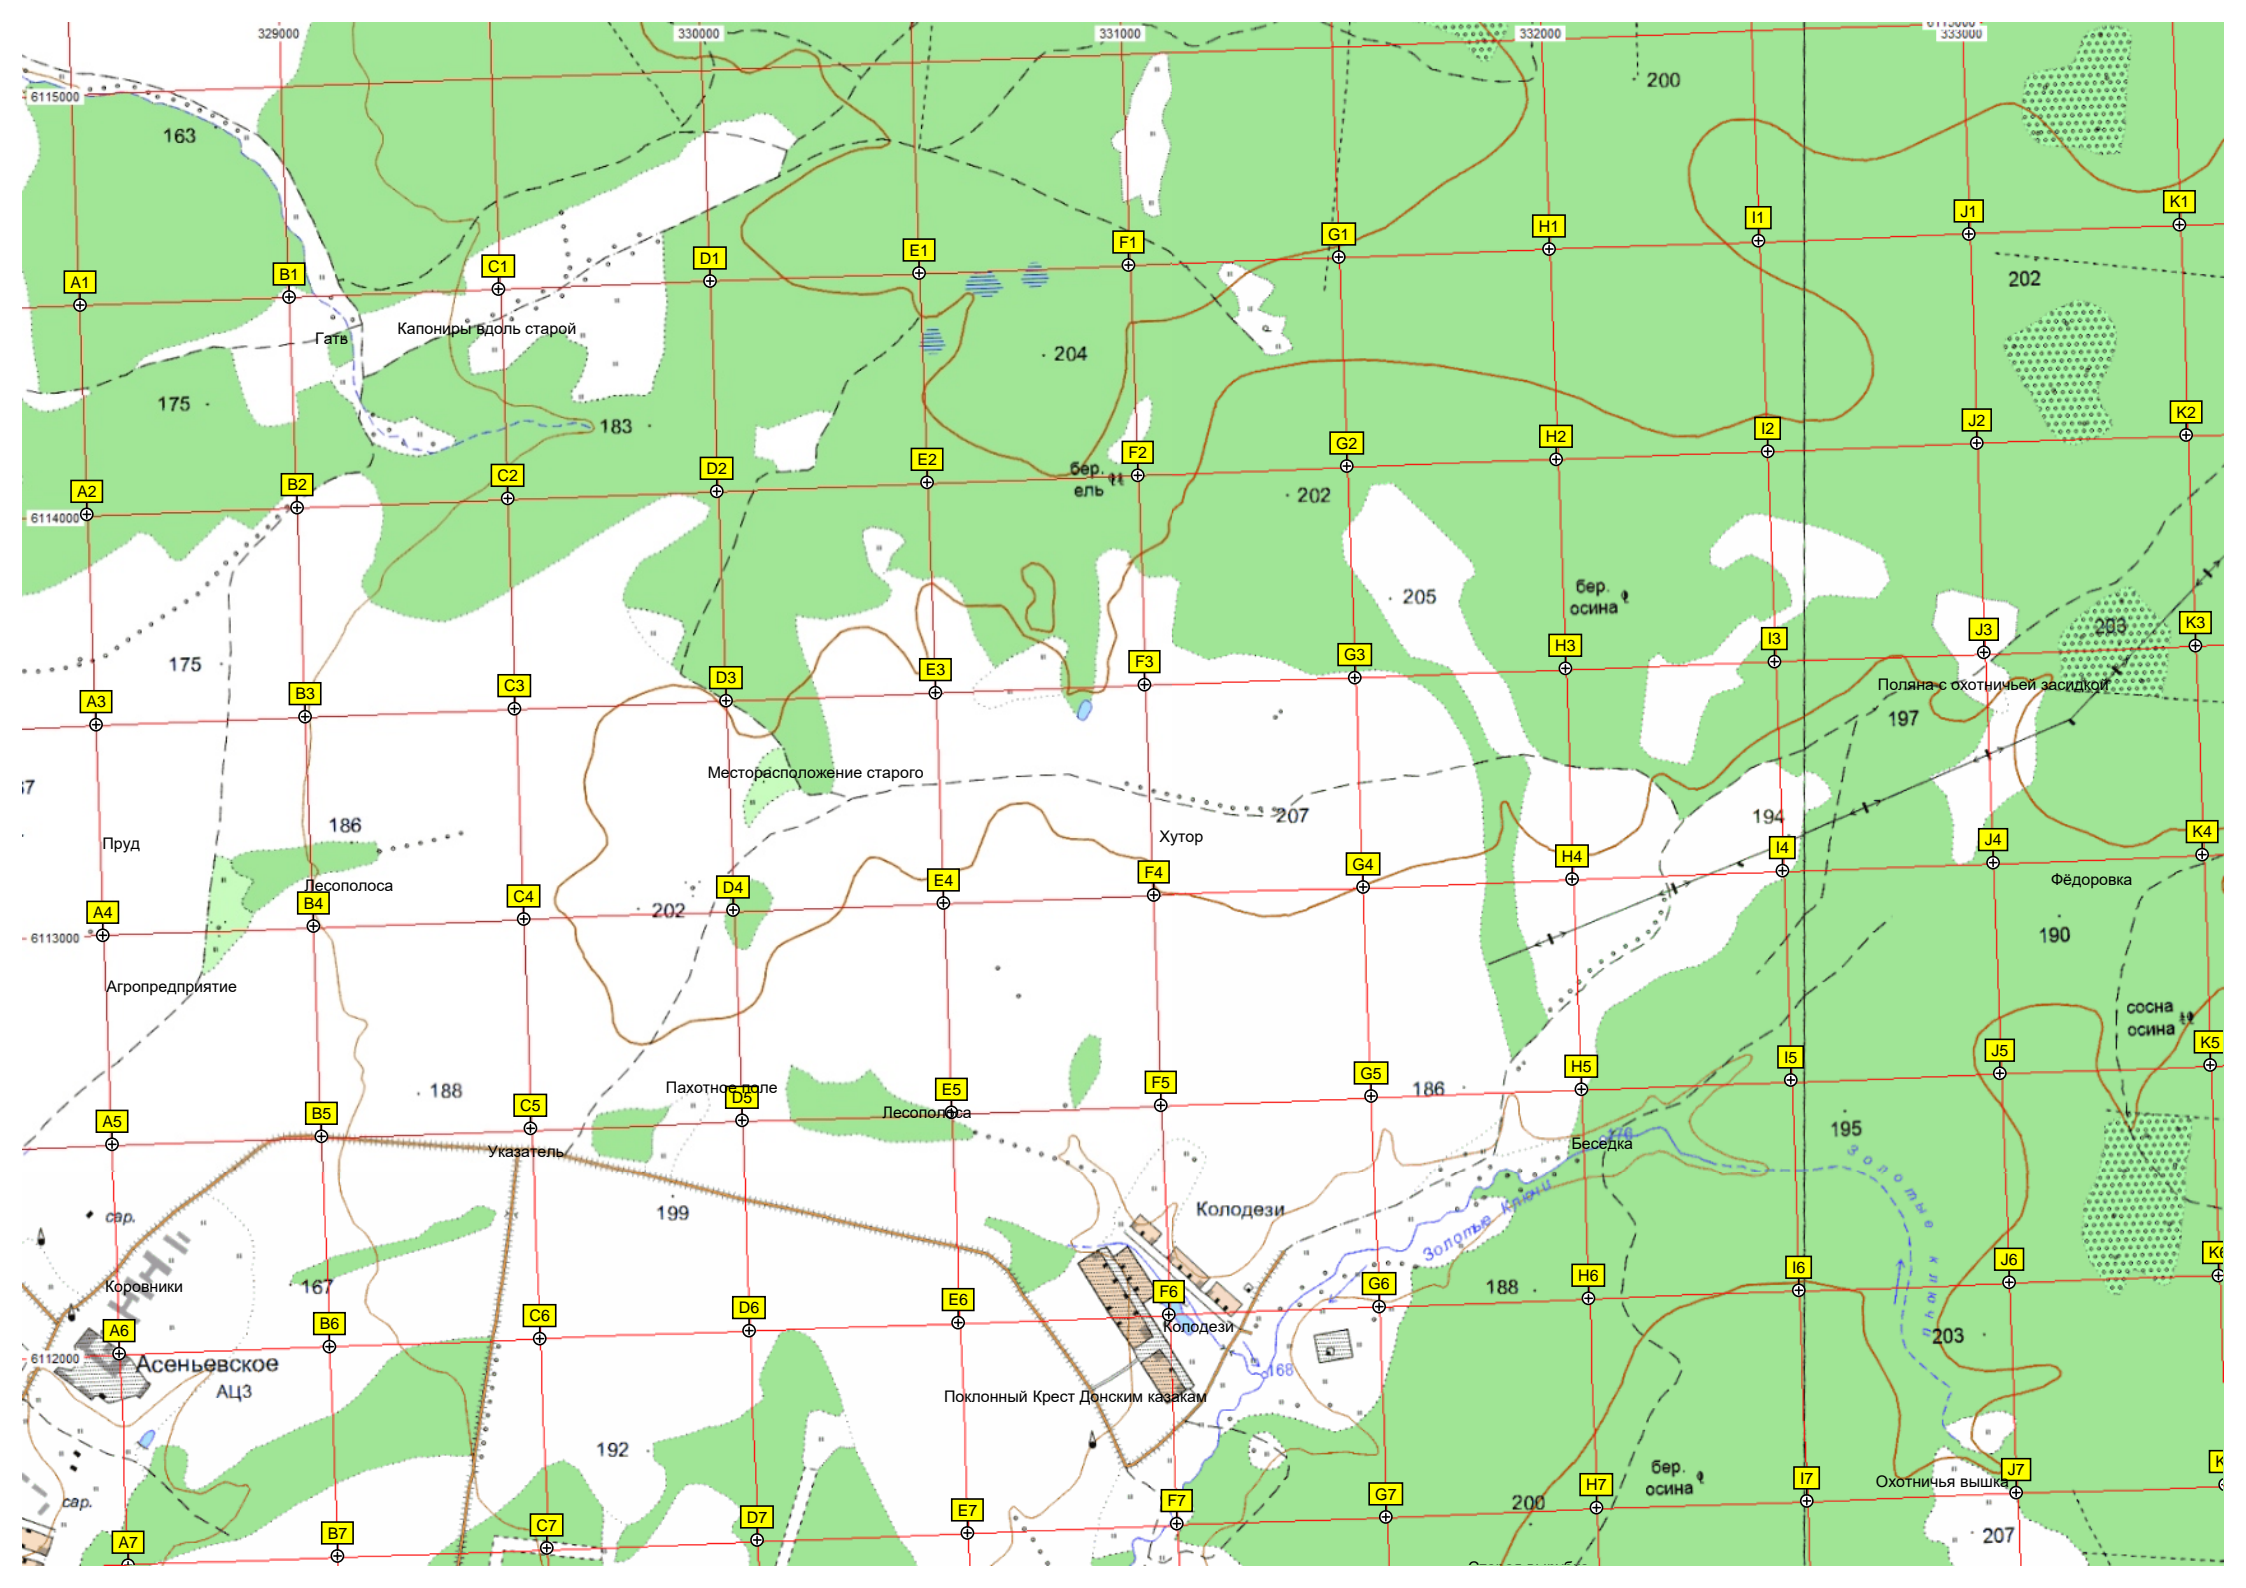 329000
330000
331000
332000
6115000
333000
200
6115000
163
A1
B1
C1
D1
E1
F1
G1
H1
I1
J1
K1
202
Гать
Капониры вдоль старой
204
175
183
A2
B2
C2
D2
E2
F2
G2
H2
I2
J2
K2
бер.
ель
202
6114000
205
бер.
осина
203
175
A3
B3
C3
D3
E3
F3
G3
H3
I3
J3
K3
Поляна с охотничьей засидкой
197
Месторасположение старого
186
207
194
Пруд
Хутор
Лесополоса
Фёдоровка
A4
B4
C4
D4
E4
F4
G4
H4
I4
J4
K4
202
6113000
190
Агропредприятие
сосна
осина
188
Пахотное поле
186
A5
B5
C5
D5
E5
F5
G5
H5
I5
J5
K5
Лесополоса
195
Указатель
Беседка
176
Золотые Ключи
Золотые ключи
сар.
199
Колодези
Коровники
167
188
A6
B6
C6
D6
E6
F6
G6
H6
I6
J6
K6
Колодези
203
6112000
Асеньевское
АЦЗ
168
Поклонный Крест Донским казакам
192
бер.
осина
Охотничья вышка
сар.
200
207
A7
B7
C7
D7
E7
F7
G7
H7
I7
J7
K